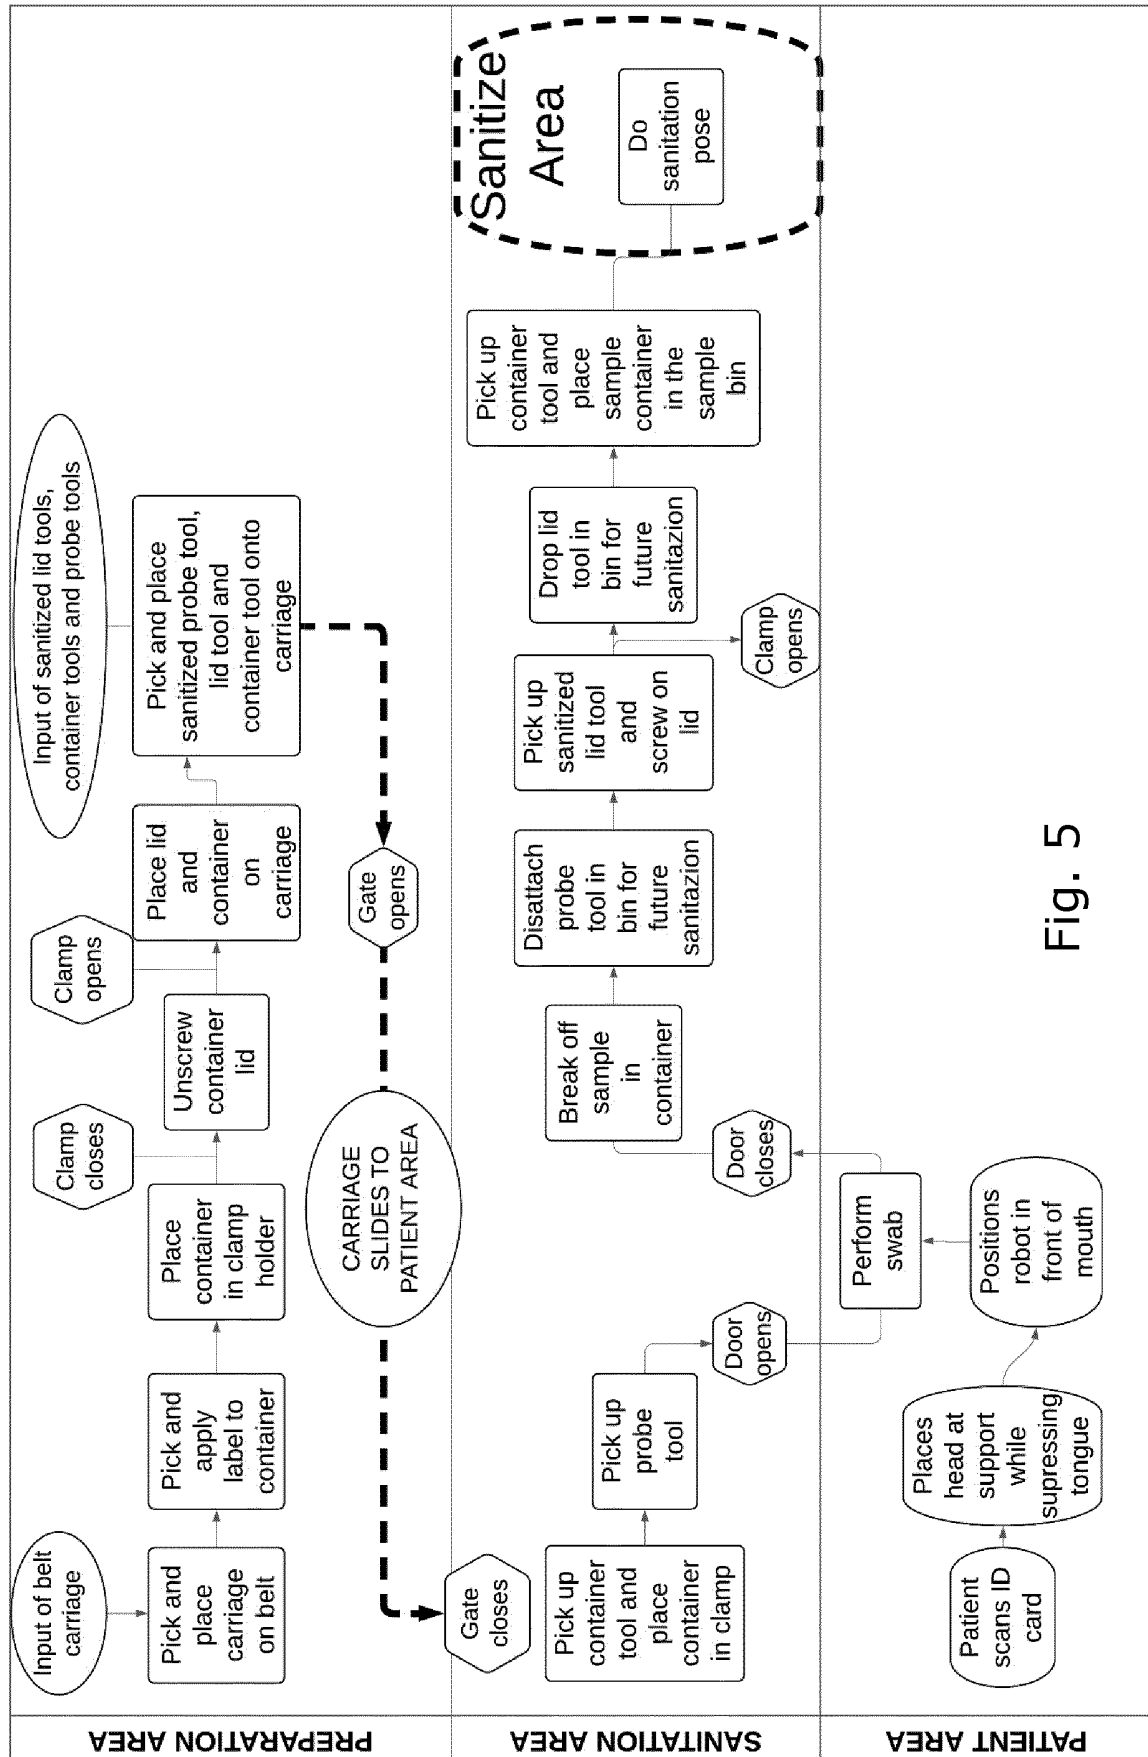 PREPARATION AREA
Input of belt
carriage
Pick and
place
carriage
on belt
Pick and
apply
label to
container
Place
container
in clamp
holder
Clamp
closes
Unscrew
container
lid
Clamp
opens
Place lid
and
container
on
carriage
Input of sanitized lid tools,
container tools and probe tools
Pick and place
sanitized probe tool,
lid tool and
container tool onto
carriage
Gate
opens
CARRIAGE
SLIDES TO
PATIENT AREA
SANITATION AREA
Gate
closes
Pick up
container
tool and
place
container
in clamp
Pick up
probe
tool
Door
opens
Door
closes
Break off
sample
in
container
Disattach
probe
tool in
bin for
future
sanitazion
Pick up
sanitized
lid tool
and
screw on
lid
Clamp
opens
Drop lid
tool in
bin for
future
sanitazion
Pick up
container
tool and
place
sample
container
in the
sample
bin
Sanitize
Area
Do
sanitation
pose
PATIENT AREA
Patient
scans ID
card
Places
head at
support
while
supressing
tongue
Positions
robot in
front of
mouth
Perform
swab
Fig. 5